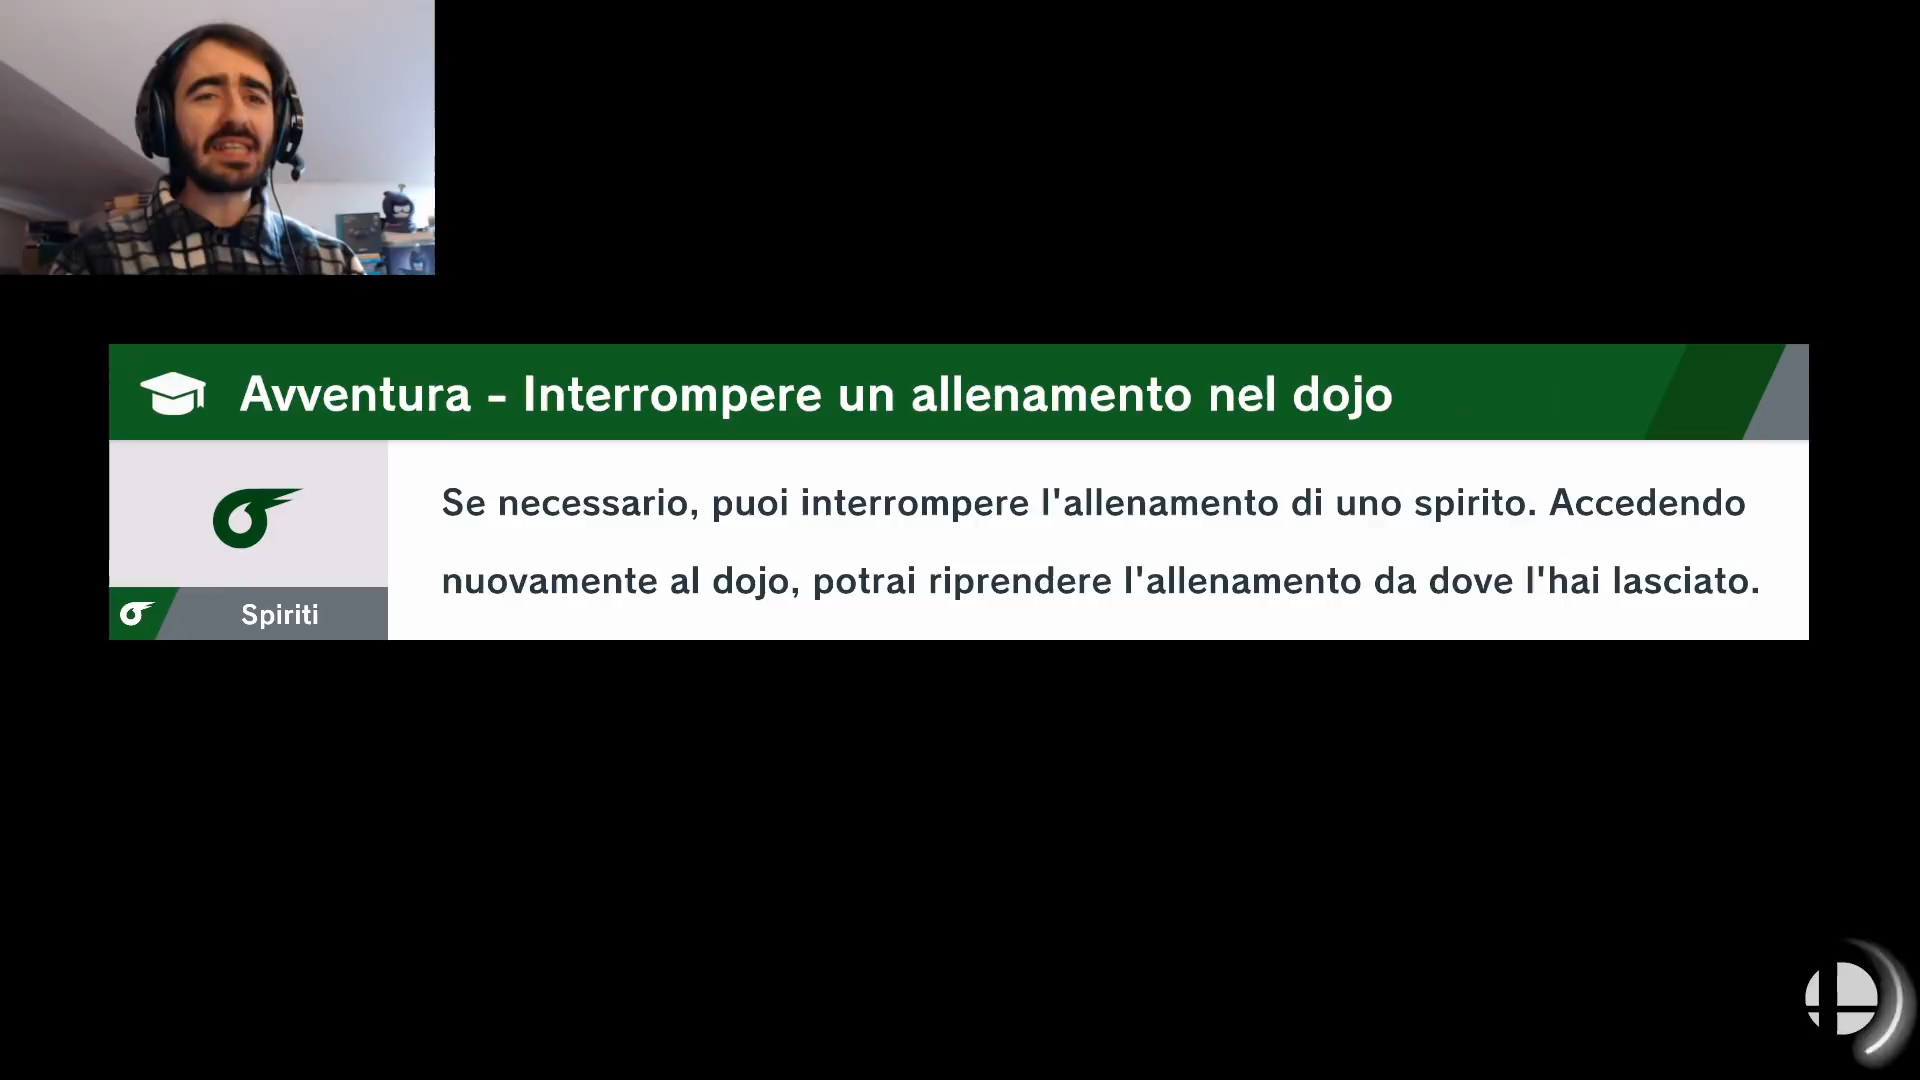 Avventura - Interrompere un allenamento nel dojo
Se necessario, puoi interrompere l'allenamento di uno spirito. Accedendo
nuovamente al dojo, potrai riprendere l'allenamento da dove l'hai lasciato.
Spiriti